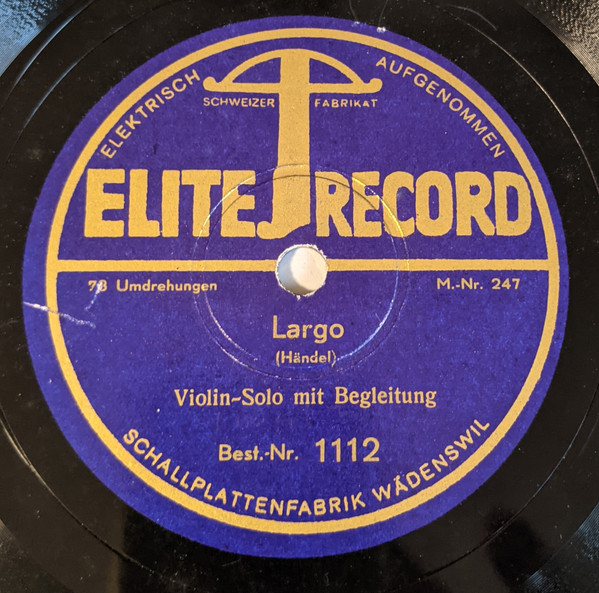 ELEKTRISCH AUFGENOMMEN
SCHWEIZER FABRIKAT
ELITE RECORD
78 Umdrehungen M.-Nr. 247
Largo
(Händel)
Violin-Solo mit Begleitung
Best.-Nr. 1112
SCHALLPLATTENFABRIK WÄDENSWIL